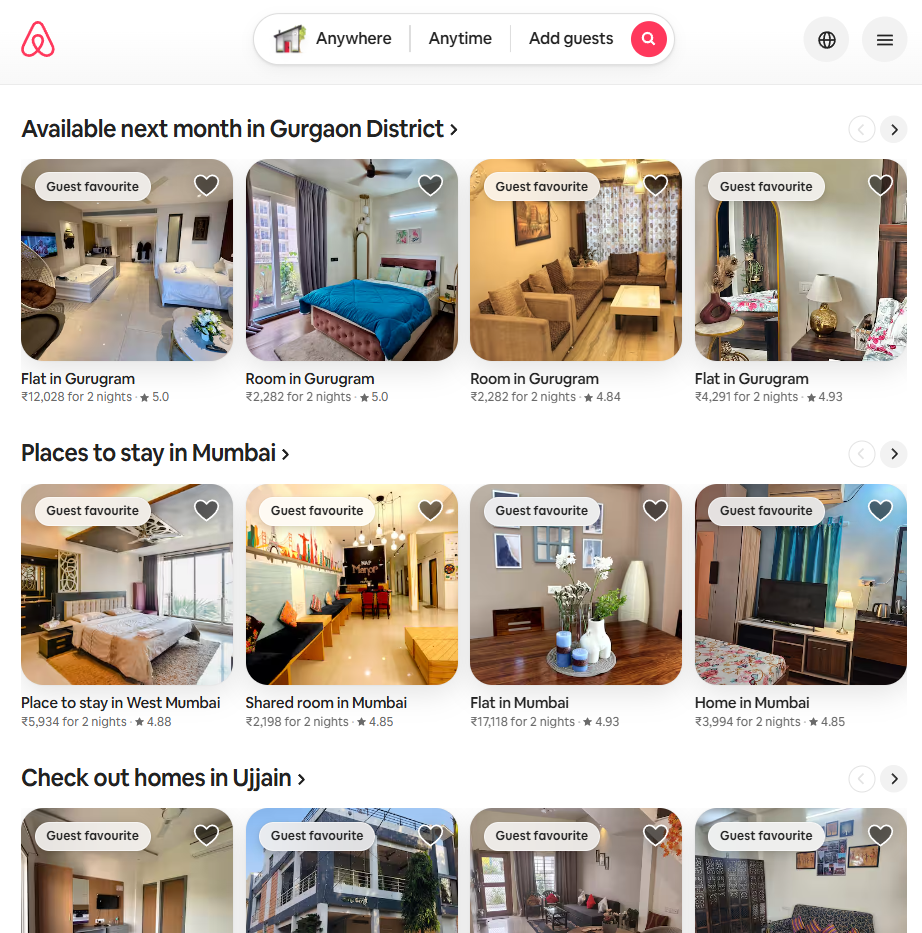 Anywhere
Anytime
Add guests
Available next month in Gurgaon District ›
Guest favourite
Guest favourite
Guest favourite
Flat in Gurugram
₹12,028 for 2 nights · ★ 5.0
Room in Gurugram
₹2,282 for 2 nights · ★ 5.0
Room in Gurugram
₹2,282 for 2 nights · ★ 4.84
Flat in Gurugram
₹4,291 for 2 nights · ★ 4.93
Places to stay in Mumbai ›
Guest favourite
Guest favourite
Guest favourite
Guest favourite
Manor
Place to stay in West Mumbai
₹5,934 for 2 nights · ★ 4.88
Shared room in Mumbai
₹2,198 for 2 nights · ★ 4.85
Flat in Mumbai
₹17,118 for 2 nights · ★ 4.93
Home in Mumbai
₹3,994 for 2 nights · ★ 4.85
Check out homes in Ujjain ›
Guest favourite
Guest favourite
Guest favourite
Guest favourite